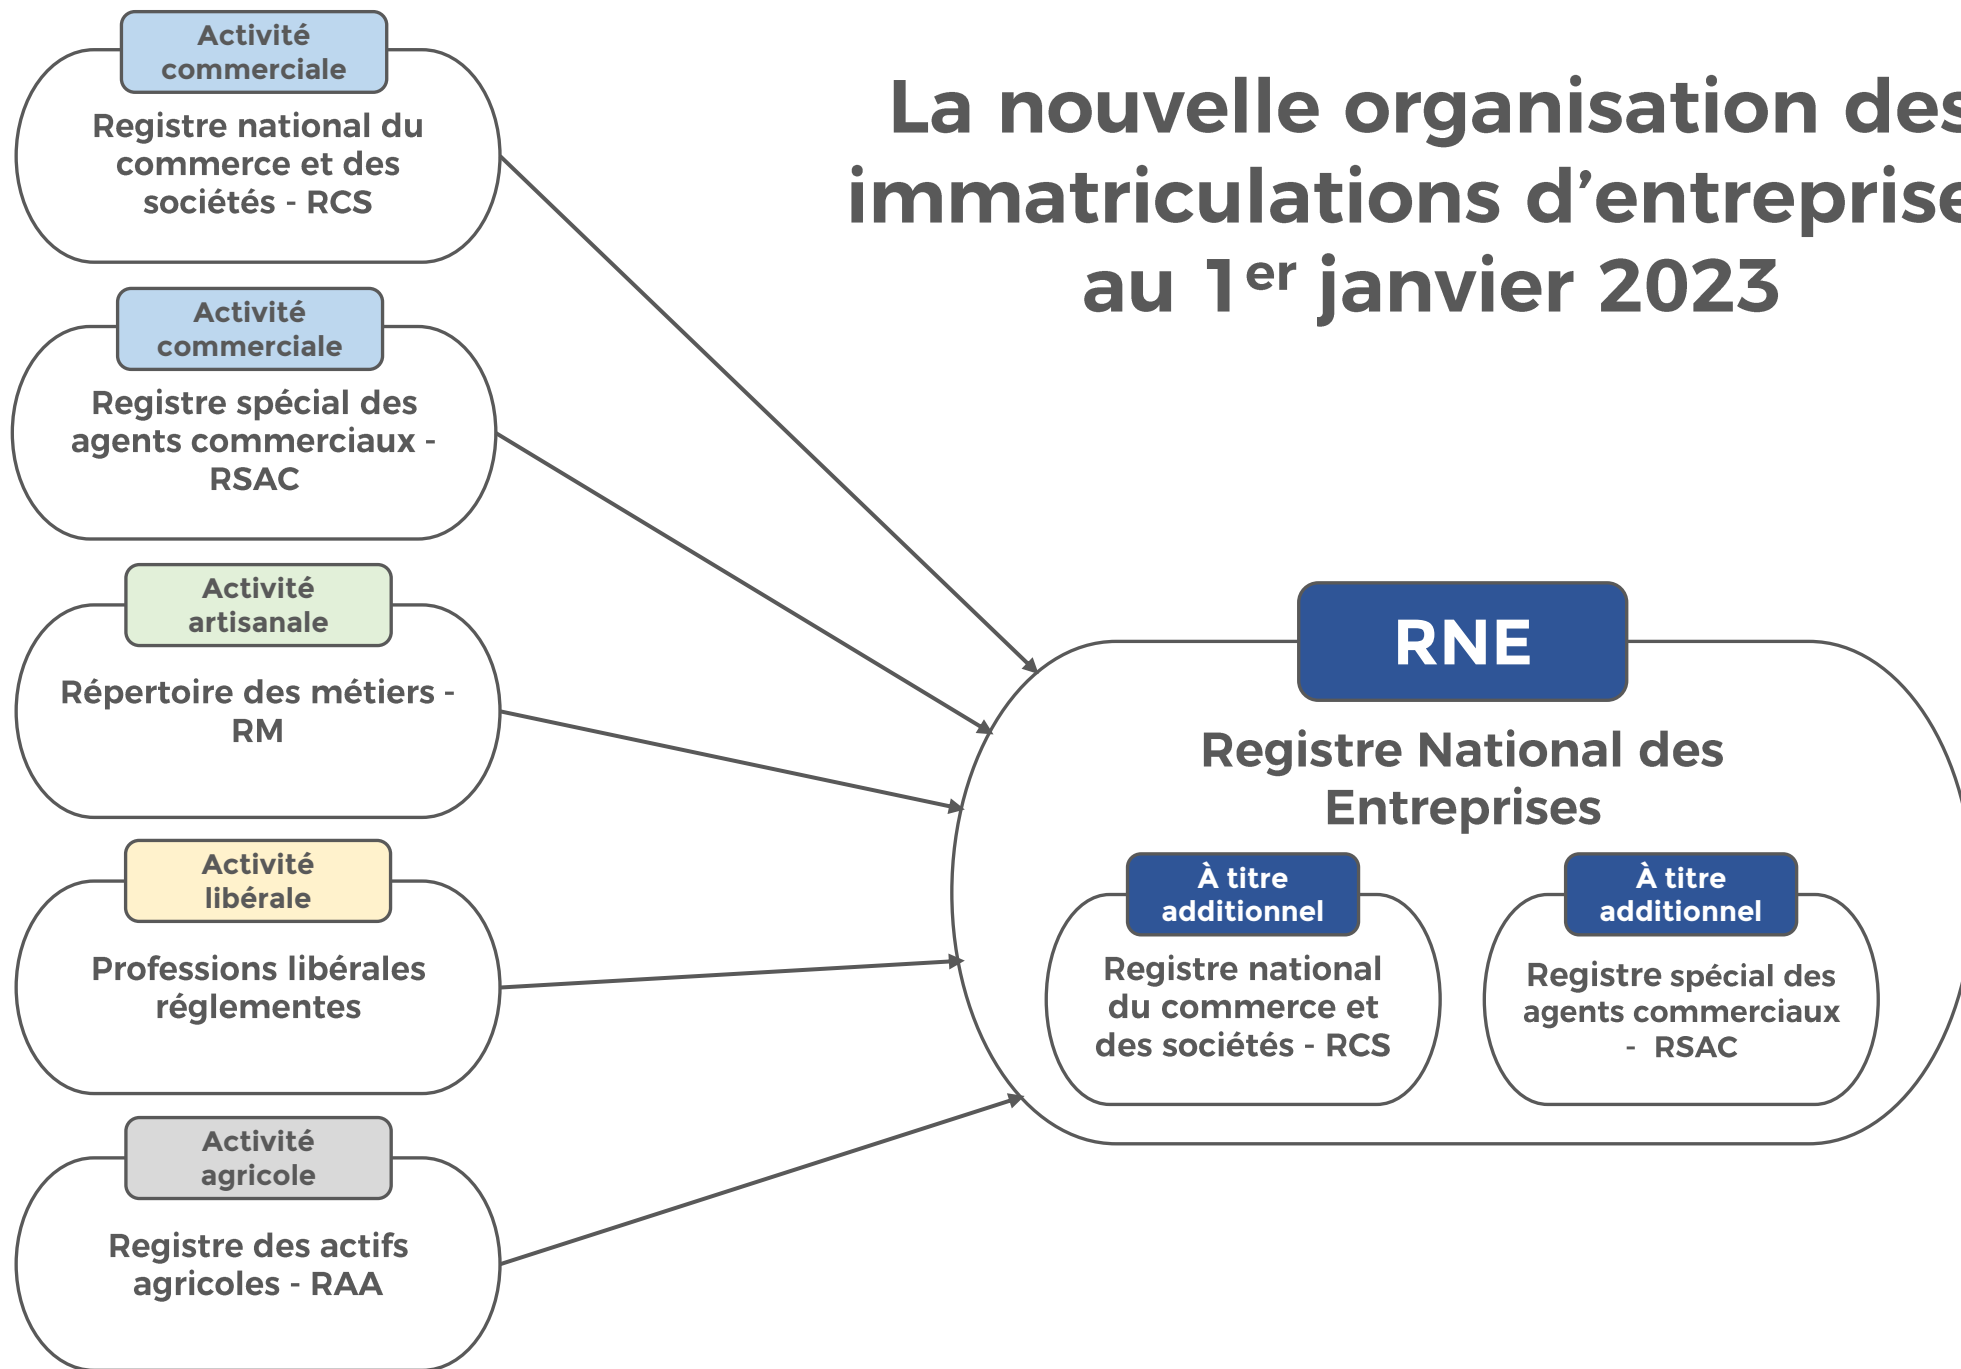 Activité
commerciale
Registre national du
commerce et des
sociétés - RCS
La nouvelle organisation des
immatriculations d’entreprise
au 1er janvier 2023
Activité
commerciale
Registre spécial des
agents commerciaux -
RSAC
Activité
artisanale
Répertoire des métiers -
RM
Activité
libérale
Professions libérales
réglementes
Activité
agricole
Registre des actifs
agricoles - RAA
RNE
Registre National des
Entreprises
À titre
additionnel
Registre national
du commerce et
des sociétés - RCS
À titre
additionnel
Registre spécial des
agents commerciaux
- RSAC